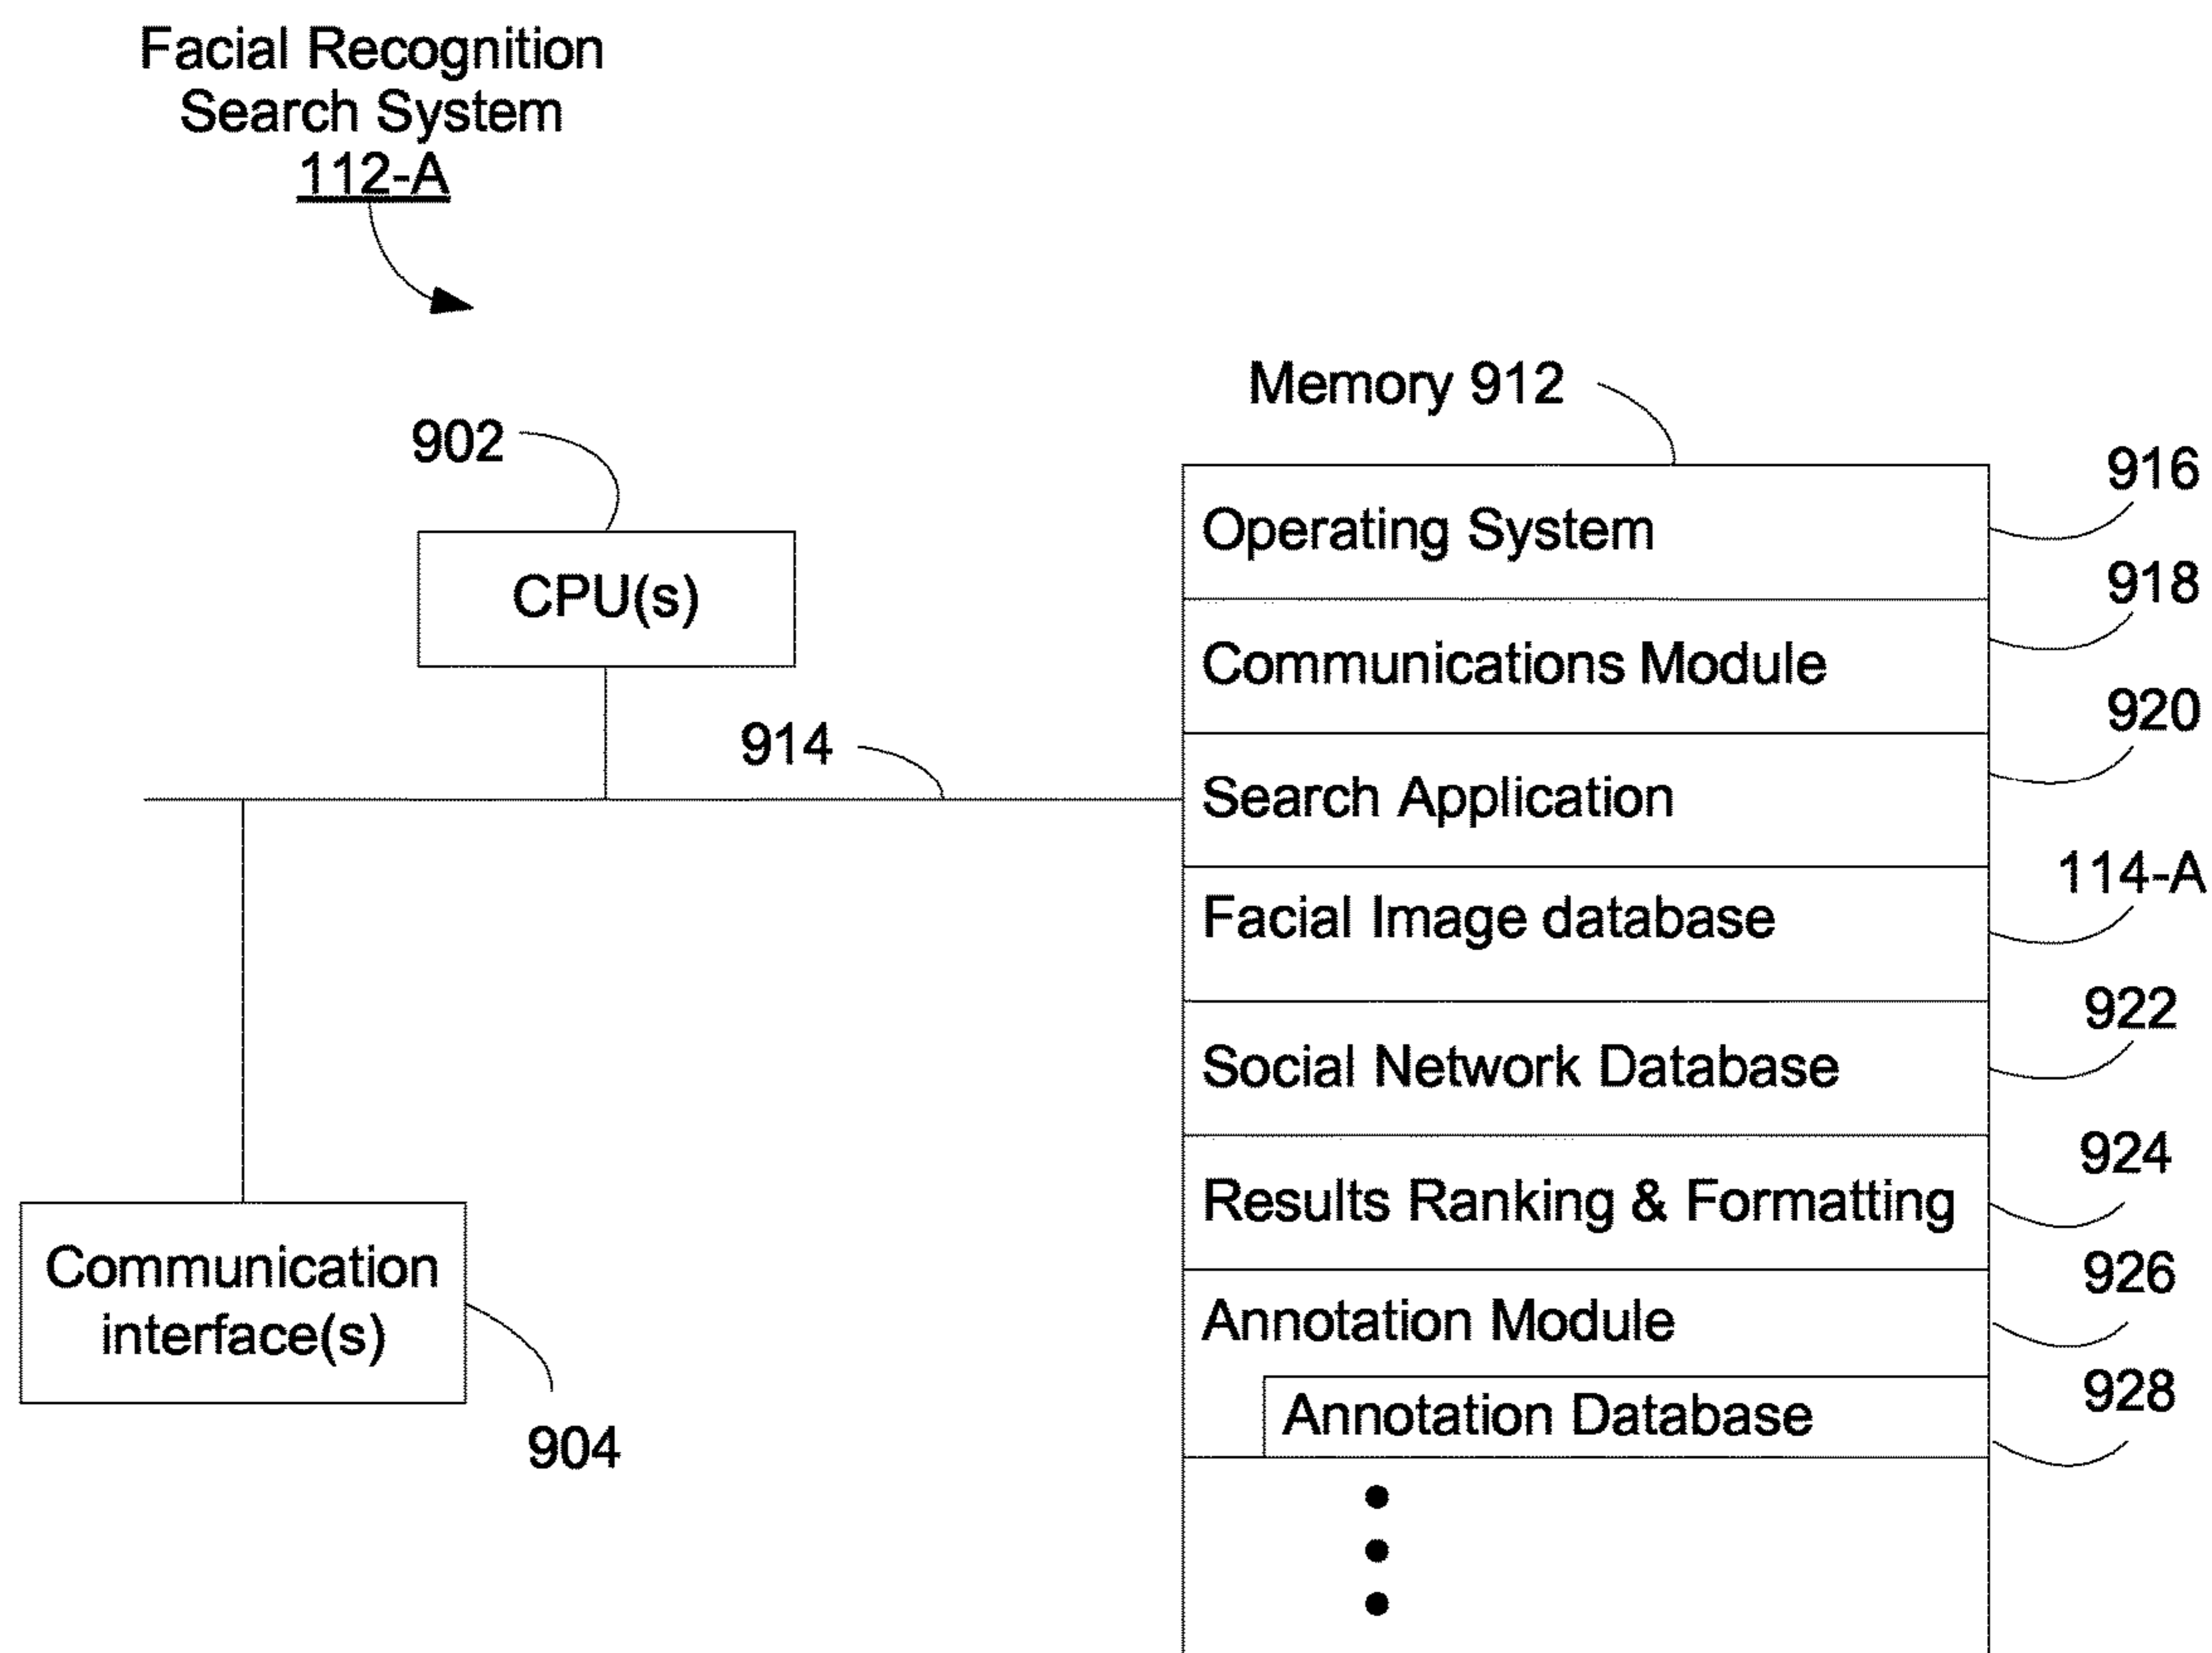 Facial Recognition
Search System
112-A
Memory 912
902
916
Operating System
CPU(s)
918
Communications Module
914
920
Search Application
114-A
Facial Image database
922
Social Network Database
924
Results Ranking & Formatting
Communication
interface(s)
926
Annotation Module
928
Annotation Database
904